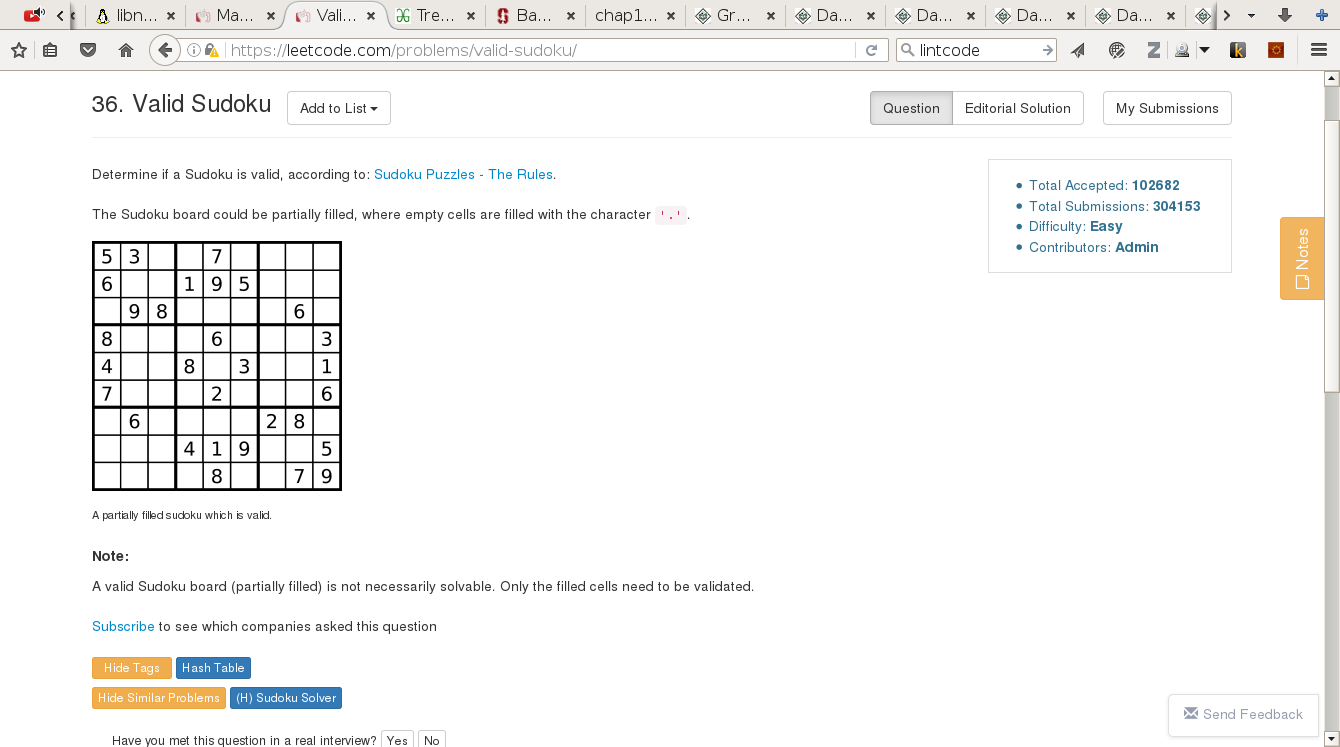 libn... Ma... Vali... Tre... Ba... chap1... Gr... Da... Da... Da... Da...
https://leetcode.com/problems/valid-sudoku/ lintcode
36. Valid Sudoku Add to List Question Editorial Solution My Submissions
Determine if a Sudoku is valid, according to: Sudoku Puzzles - The Rules.
The Sudoku board could be partially filled, where empty cells are filled with the character '.'.
Total Accepted: 102682
Total Submissions: 304153
Difficulty: Easy
Contributors: Admin
Notes
5 3 7
6 1 9 5
9 8 6
8 6 3
4 8 3 1
7 2 6
6 2 8
4 1 9 5
8 7 9
A partially filled sudoku which is valid.
Note:
A valid Sudoku board (partially filled) is not necessarily solvable. Only the filled cells need to be validated.
Subscribe to see which companies asked this question
Hide Tags Hash Table
Hide Similar Problems (H) Sudoku Solver
Send Feedback
Have you met this question in a real interview? Yes No